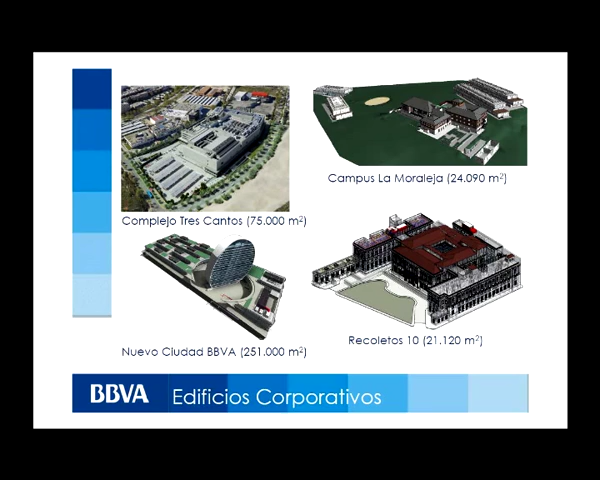 Complejo Tres Cantos (75.000 m²)
Campus La Moraleja (24.090 m²)
Nuevo Ciudad BBVA (251.000 m²)
Recoletos 10 (21.120 m²)
BBVA Edificios Corporativos